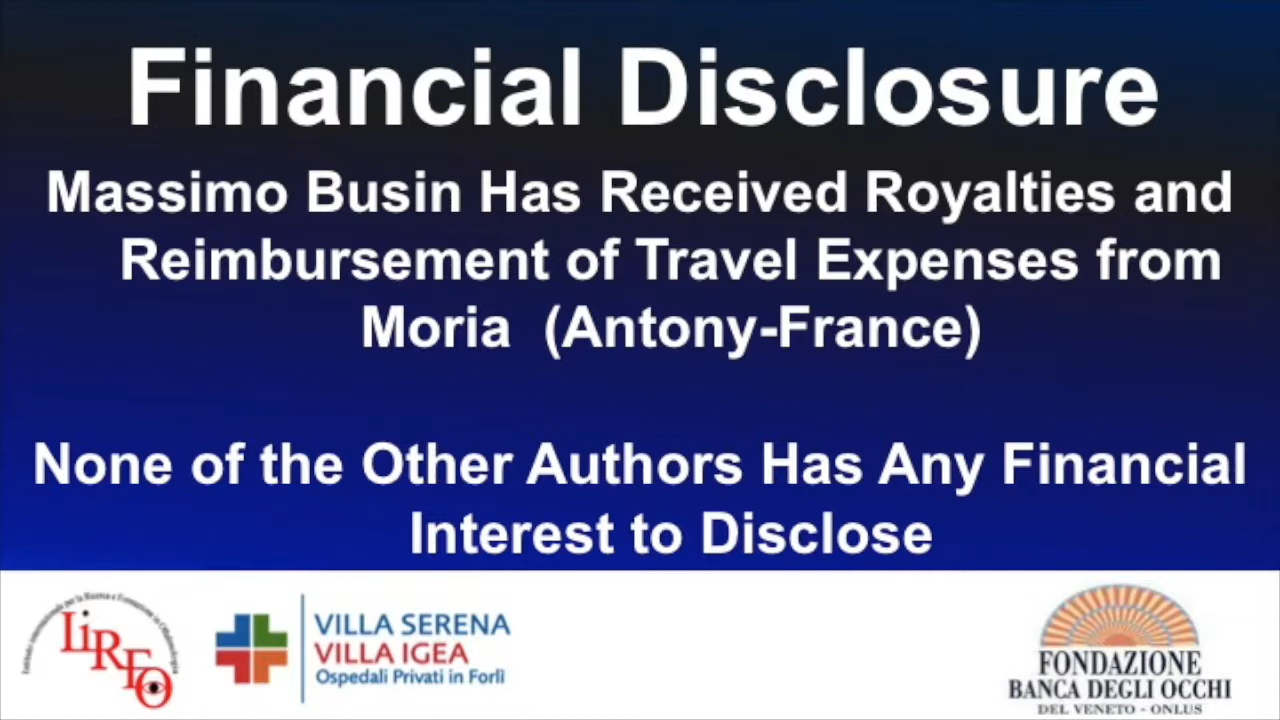 Financial Disclosure
Massimo Busin Has Received Royalties and
Reimbursement of Travel Expenses from
Moria (Antony-France)
None of the Other Authors Has Any Financial
Interest to Disclose
IiRFO
VILLA SERENA
VILLA IGEA
Ospedali Privati in Forlì
FONDAZIONE
BANCA DEGLI OCCHI
DEL VENETO - ONLUS